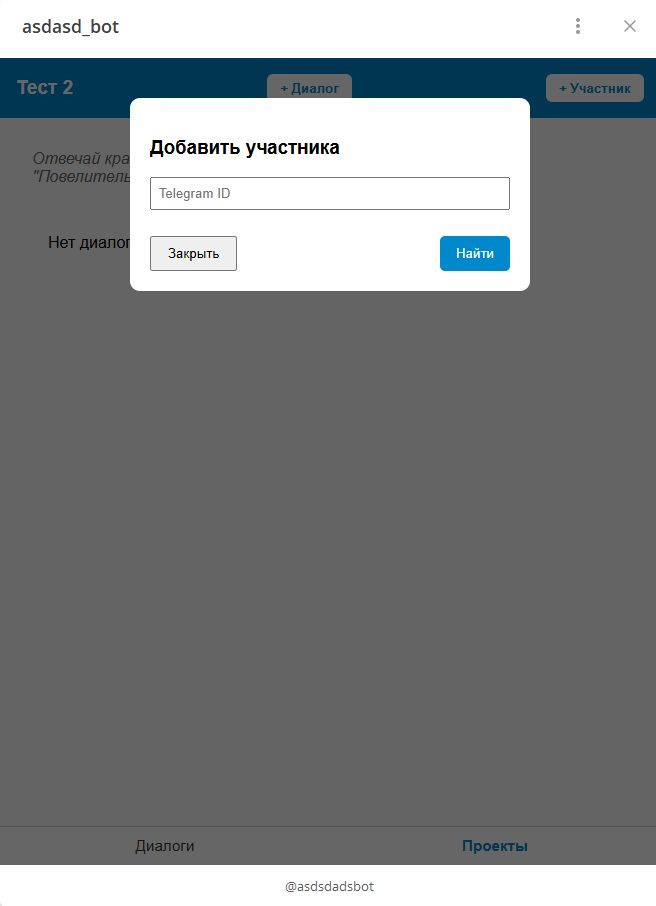 asdasd_bot
Тест 2
+ Диалог
+ Участник
Отвечай кра
"Повелитель
Нет диалог
Добавить участника
Telegram ID
Закрыть
Найти
Диалоги
Проекты
@asdsdadsbot